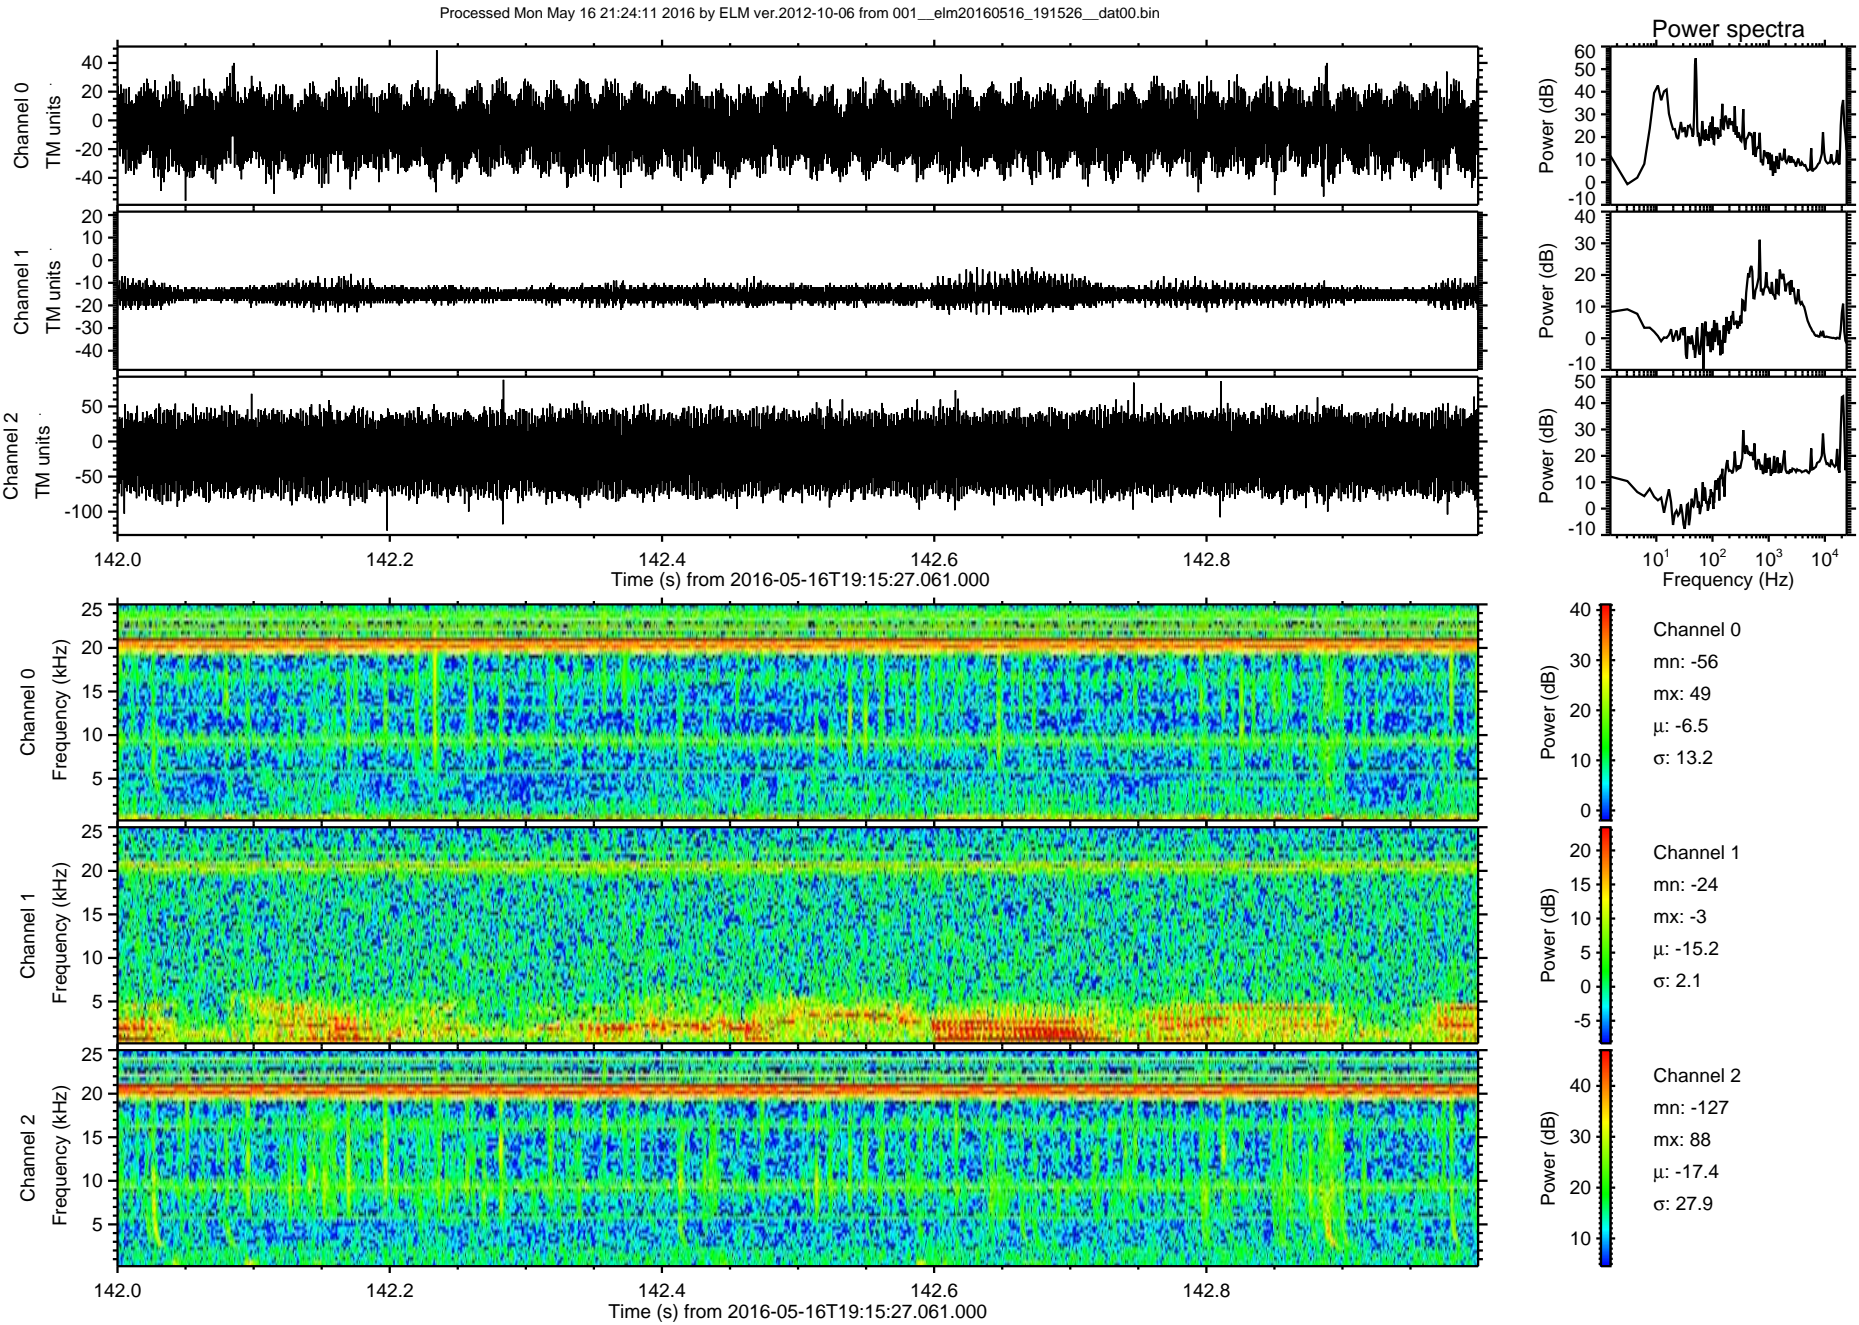 Processed Mon May 16 21:24:11 2016 by ELM ver.2012-10-06 from 001__elm20160516_191526__dat00.bin
Power spectra
Channel 0
TM units
40
20
0
-20
-40
Power (dB)
60
50
40
30
20
10
0
-10
Channel 1
TM units
20
10
0
-10
-20
-30
-40
Power (dB)
40
30
20
10
0
-10
Channel 2
TM units
50
0
-50
-100
Power (dB)
50
40
30
20
10
0
-10
142.0 142.2 142.4 142.6 142.8
Time (s) from 2016-05-16T19:15:27.061.000
10¹ 10² 10³ 10⁴
Frequency (Hz)
Channel 0
Frequency (kHz)
25
20
15
10
5
Power (dB)
40
30
20
10
0
Channel 0
mn: -56
mx: 49
μ: -6.5
σ: 13.2
Channel 1
Frequency (kHz)
25
20
15
10
5
Power (dB)
20
15
10
5
0
-5
Channel 1
mn: -24
mx: -3
μ: -15.2
σ: 2.1
Channel 2
Frequency (kHz)
25
20
15
10
5
Power (dB)
40
30
20
10
Channel 2
mn: -127
mx: 88
μ: -17.4
σ: 27.9
142.0 142.2 142.4 142.6 142.8
Time (s) from 2016-05-16T19:15:27.061.000